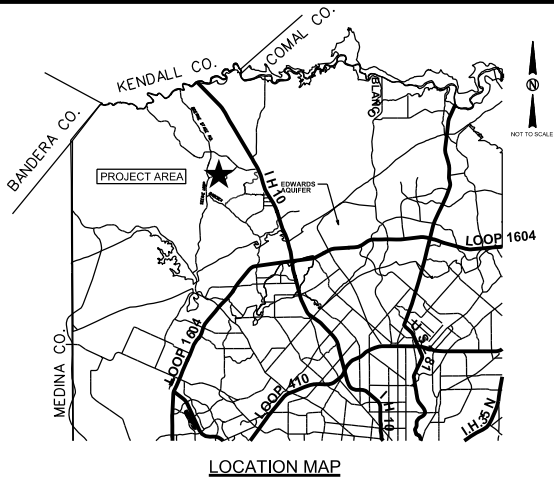 COMAL CO.
KENDALL CO.
BANDERA CO.
BLANCO
N
NOT TO SCALE
PROJECT AREA
I H 10
EDWARDS
AQUIFER
LOOP 1604
LOOP 1604
LOOP 410
MEDINA CO.
I H 10
I.H.35 N
LOCATION MAP